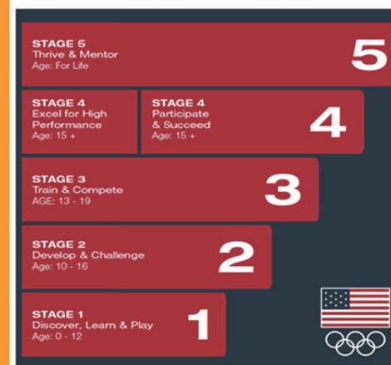 STAGE 5
Thrive & Mentor
Age: For Life
5
STAGE 4
Excel for High
Performance
Age: 15 +
STAGE 4
Participate
& Succeed
Age: 15 +
4
STAGE 3
Train & Compete
AGE: 13 - 19
3
STAGE 2
Develop & Challenge
Age: 10 - 16
2
STAGE 1
Discover, Learn & Play
Age: 0 - 12
1